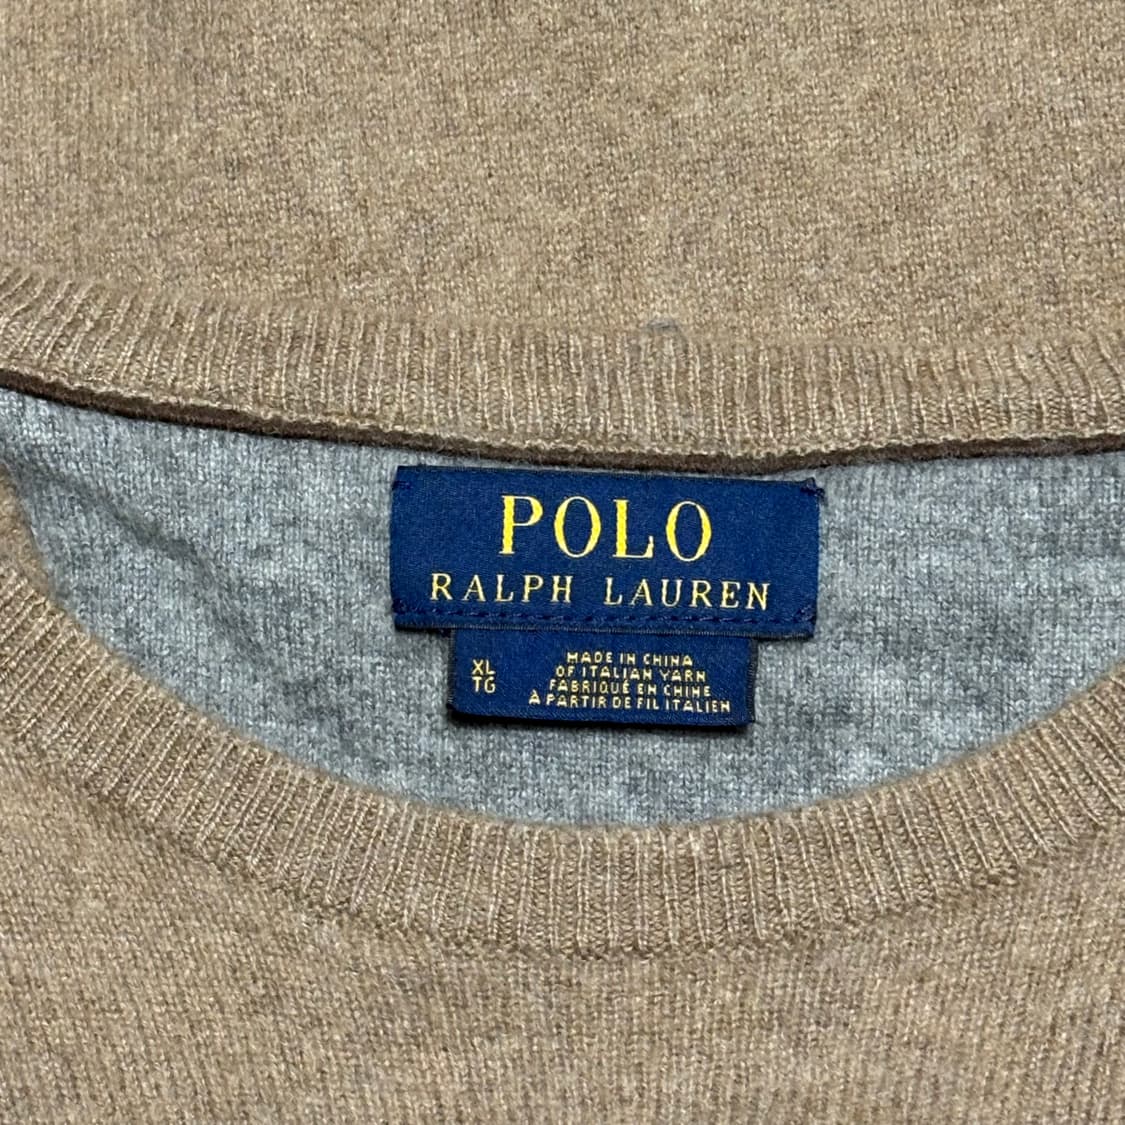 POLO
RALPH LAUREN
XL
TG
MADE IN CHINA
OF ITALIAN YARN
FABRIQUÉ EN CHINE
À PARTIR DE FIL ITALIEN